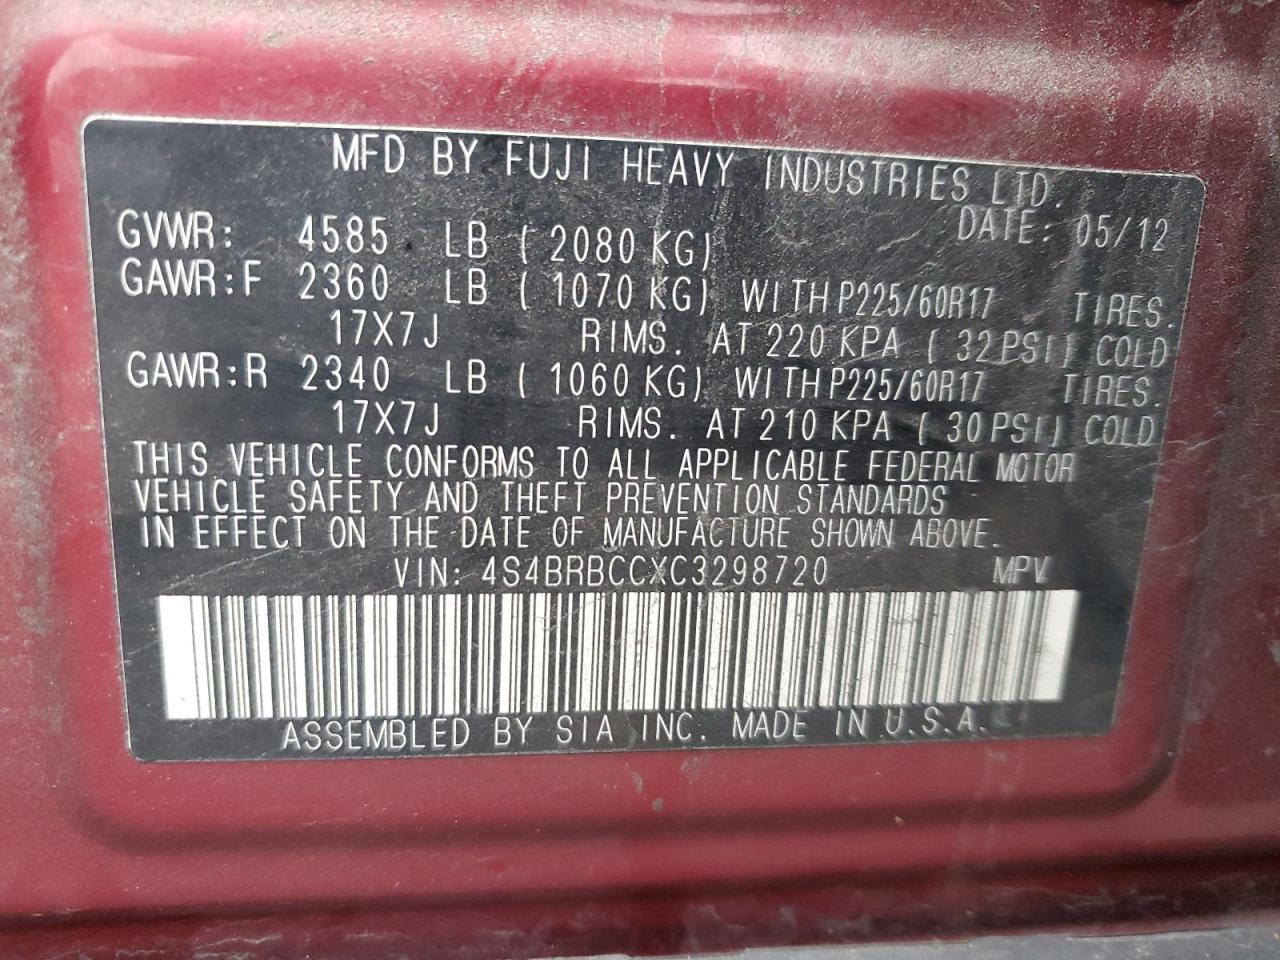 MFD BY FUJI HEAVY INDUSTRIES LTD.
DATE: 05/12
GVWR: 4585 LB ( 2080 KG)
GAWR:F 2360 LB ( 1070 KG) WITH P225/60R17 TIRES.
17X7J RIMS. AT 220 KPA ( 32 PSI) COLD
GAWR:R 2340 LB ( 1060 KG) WITH P225/60R17 TIRES.
17X7J RIMS. AT 210 KPA ( 30 PSI) COLD
THIS VEHICLE CONFORMS TO ALL APPLICABLE FEDERAL MOTOR
VEHICLE SAFETY AND THEFT PREVENTION STANDARDS
IN EFFECT ON THE DATE OF MANUFACTURE SHOWN ABOVE.
VIN: 4S4BRBCCXC3298720 MPV
ASSEMBLED BY SIA INC. MADE IN U.S.A.